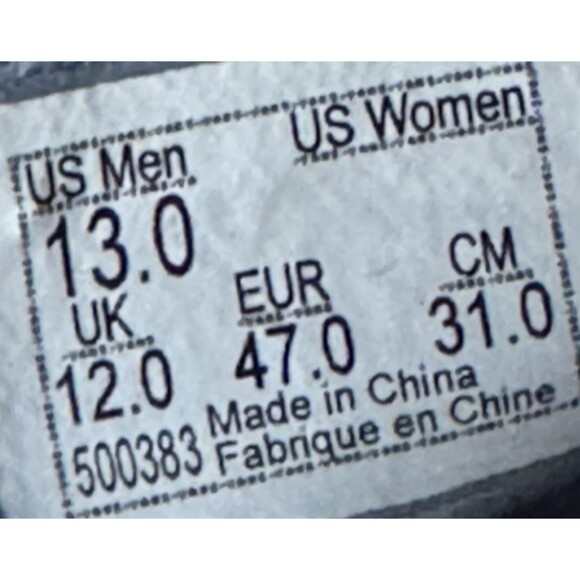 US Men US Women
13.0
UK EUR CM
12.0 47.0 31.0
500383 Made in China
Fabrique en Chine